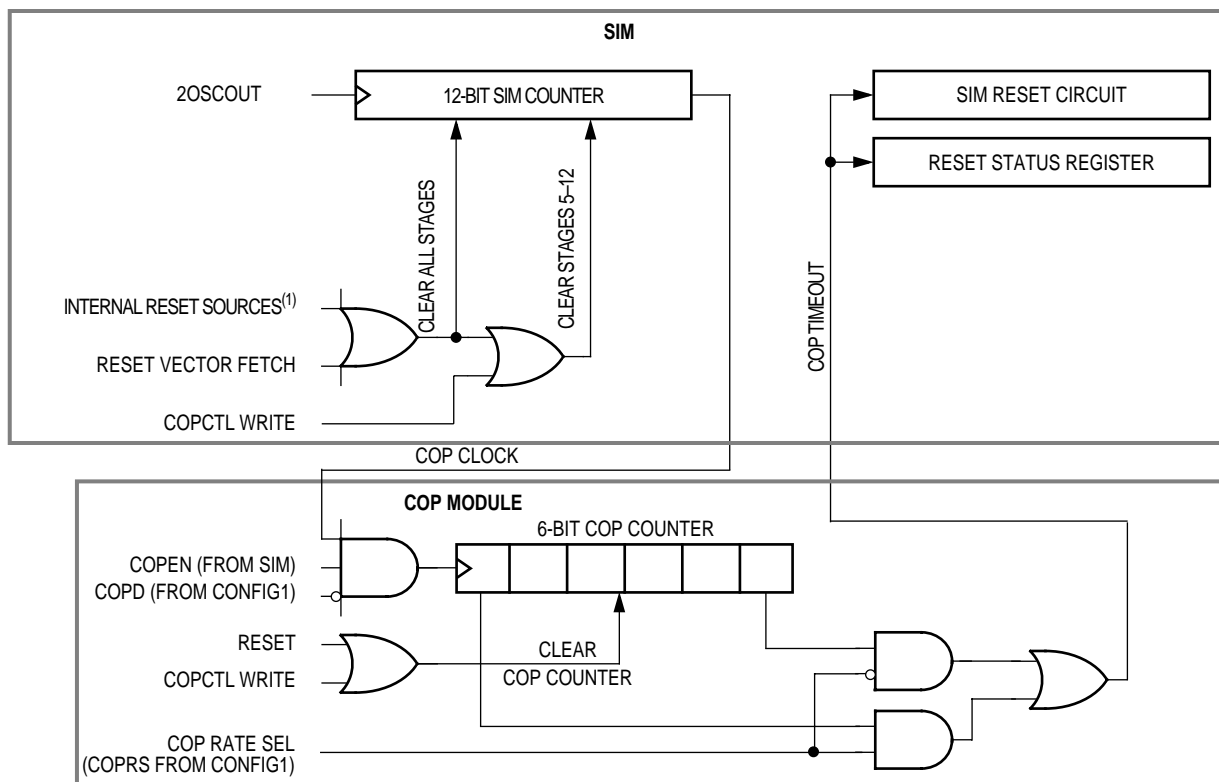 SIM
2OSCOUT
12-BIT SIM COUNTER
SIM RESET CIRCUIT
RESET STATUS REGISTER
CLEAR ALL STAGES
CLEAR STAGES 5–12
COP TIMEOUT
INTERNAL RESET SOURCES(1)
RESET VECTOR FETCH
COPCTL WRITE
COP CLOCK
COP MODULE
6-BIT COP COUNTER
COPEN (FROM SIM)
COPD (FROM CONFIG1)
RESET
COPCTL WRITE
CLEAR
COP COUNTER
COP RATE SEL
(COPRS FROM CONFIG1)